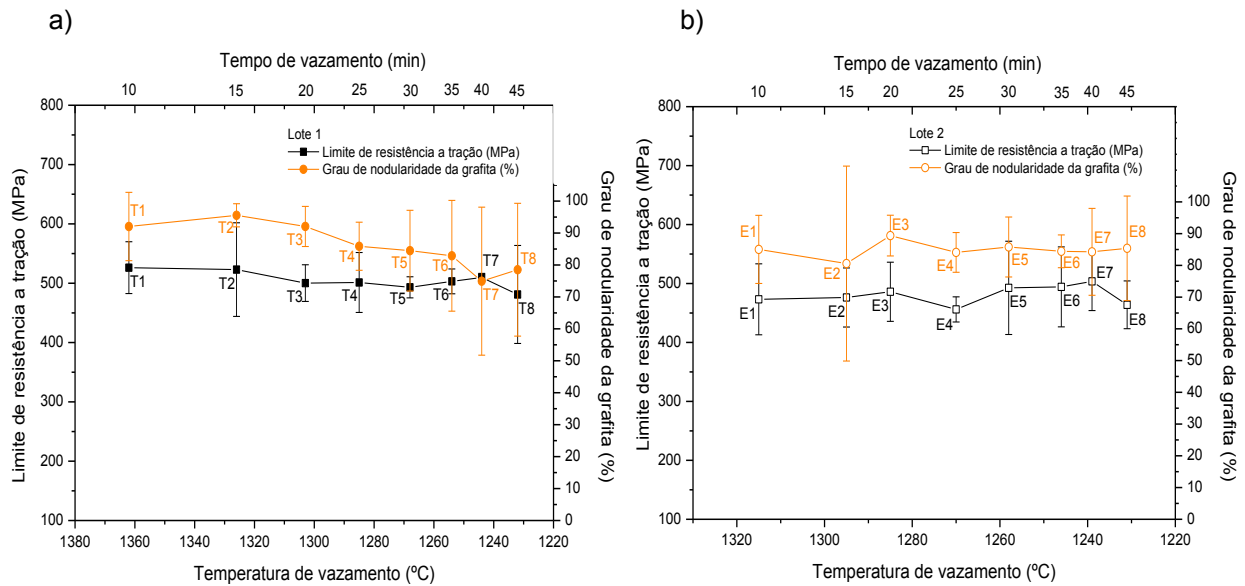 a)
Tempo de vazamento (min)
10 15 20 25 30 35 40 45
Lote 1
Limite de resistência a tração (MPa)
Grau de nodularidade da grafita (%)
800
700
600
500
400
300
200
100
Limite de resistência a tração (MPa)
100
90
80
70
60
50
40
30
20
10
0
Grau de nodularidade da grafita (%)
T1
T2
T3
T4
T5
T6
T7
T8
T1
T2
T3
T4
T5
T6
T7
T8
1380 1360 1340 1320 1300 1280 1260 1240 1220
Temperatura de vazamento (ºC)
b)
Tempo de vazamento (min)
10 15 20 25 30 35 40 45
Lote 2
Limite de resistência a tração (MPa)
Grau de nodularidade da grafita (%)
800
700
600
500
400
300
200
100
Limite de resistência a tração (MPa)
100
90
80
70
60
50
40
30
20
10
0
Grau de nodularidade da grafita (%)
E1
E2
E3
E4
E5
E6
E7
E8
E1
E2
E3
E4
E5
E6
E7
E8
1320 1300 1280 1260 1240 1220
Temperatura de vazamento (ºC)